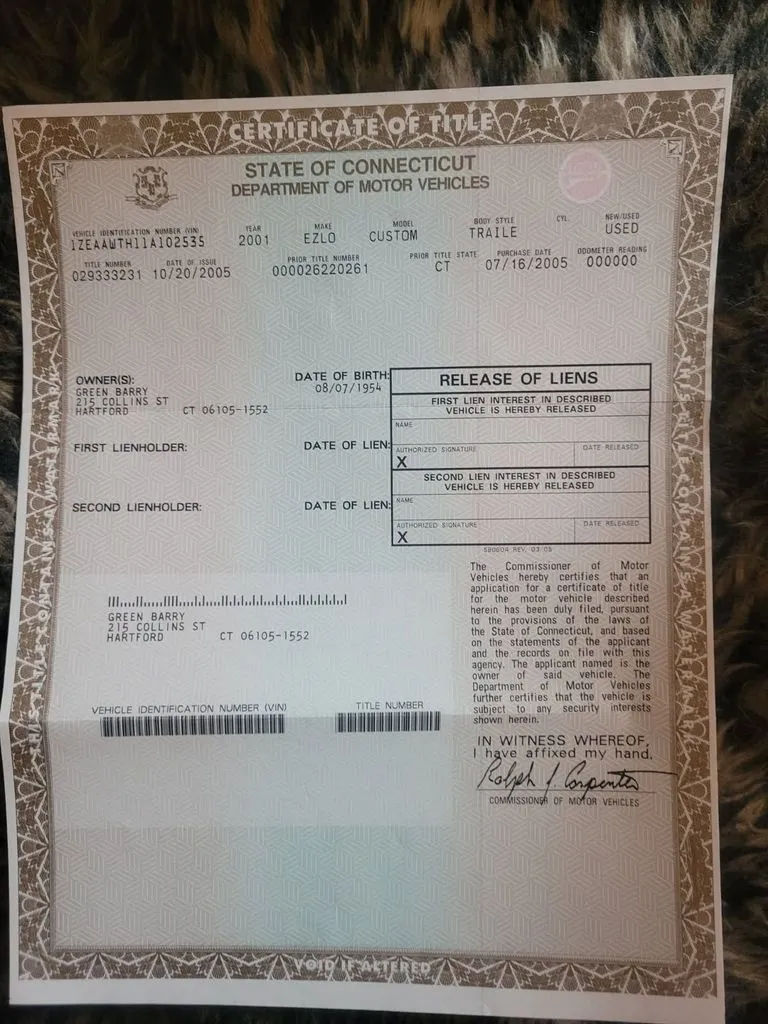 CERTIFICATE OF TITLE
STATE OF CONNECTICUT
DEPARTMENT OF MOTOR VEHICLES
VEHICLE IDENTIFICATION NUMBER (VIN) YEAR MAKE MODEL BODY STYLE CYL. NEW/USED
1ZEAAWTH11A102535 2001 EZLO CUSTOM TRAILE USED
TITLE NUMBER DATE OF ISSUE PRIOR TITLE NUMBER PRIOR TITLE STATE PURCHASE DATE ODOMETER READING
029333231 10/20/2005 000026220261 CT 07/16/2005 000000
OWNER(S): DATE OF BIRTH:
GREEN BARRY 08/07/1954
215 COLLINS ST
HARTFORD CT 06105-1552
FIRST LIENHOLDER: DATE OF LIEN:
SECOND LIENHOLDER: DATE OF LIEN:
RELEASE OF LIENS
FIRST LIEN INTEREST IN DESCRIBED
VEHICLE IS HEREBY RELEASED
NAME
AUTHORIZED SIGNATURE DATE RELEASED
X
SECOND LIEN INTEREST IN DESCRIBED
VEHICLE IS HEREBY RELEASED
NAME
AUTHORIZED SIGNATURE DATE RELEASED
X
REV. 03/05
GREEN BARRY
215 COLLINS ST
HARTFORD CT 06105-1552
VEHICLE IDENTIFICATION NUMBER (VIN) TITLE NUMBER
The Commissioner of Motor
Vehicles hereby certifies that an
application for a certificate of title
for the motor vehicle described
herein has been duly filed, pursuant
to the provisions of the laws of
the State of Connecticut, and based
on the statements of the applicant
and the records on file with this
agency. The applicant named is the
owner of said vehicle. The
Department of Motor Vehicles
further certifies that the vehicle is
subject to any security interests
shown herein.
IN WITNESS WHEREOF,
I have affixed my hand.
Ralph J. Carpenter
COMMISSIONER OF MOTOR VEHICLES
VOID IF ALTERED
THIS TITLE CONTAINS A WATERMARK